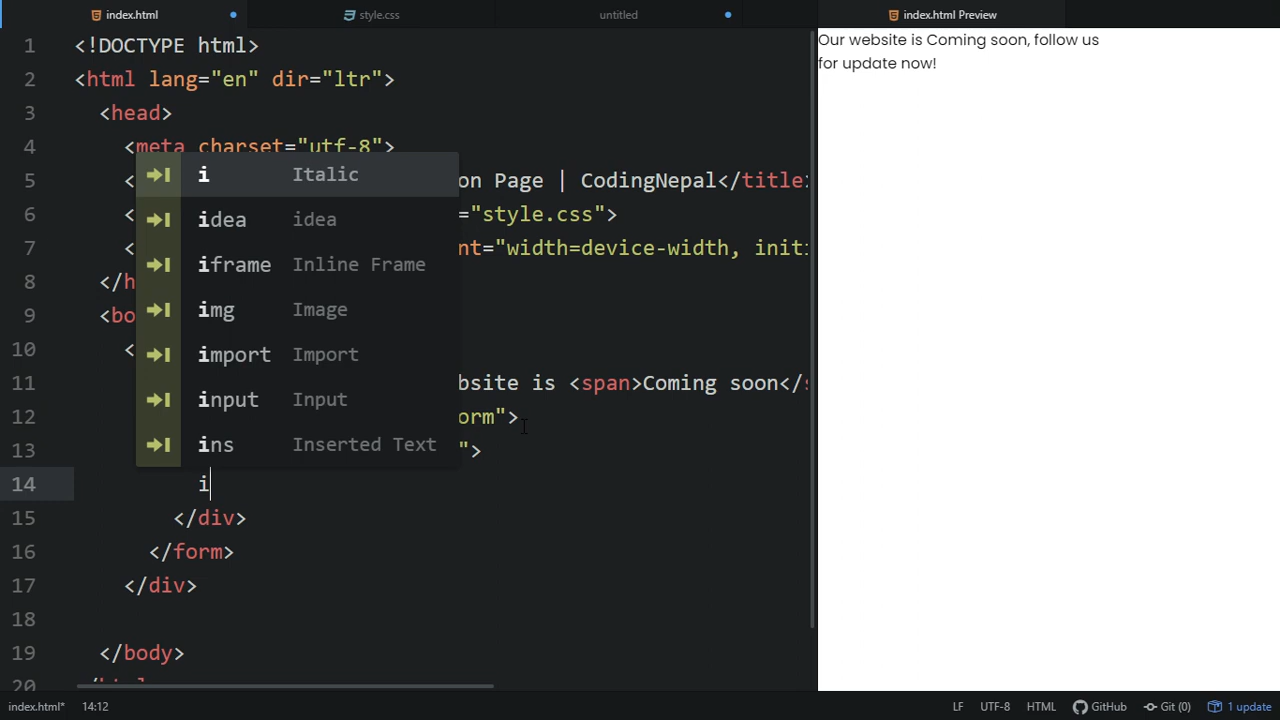 index.html
style.css
untitled
index.html Preview
1 <!DOCTYPE html>
2 <html lang="en" dir="ltr">
3 <head>
4 <meta charset="utf-8">
5 < on Page | CodingNepal</title>
6 < ="style.css">
7 < nt="width=device-width, initi
8 </h
9 <bo
10 <
11 bsite is <span>Coming soon</s
12 orm">
13 ">
14 i
15 </div>
16 </form>
17 </div>
18
19 </body>
20 </html>
i Italic
idea idea
iframe Inline Frame
img Image
import Import
input Input
ins Inserted Text
Our website is Coming soon, follow us
for update now!
index.html* 14:12 LF UTF-8 HTML GitHub Git (0) 1 update